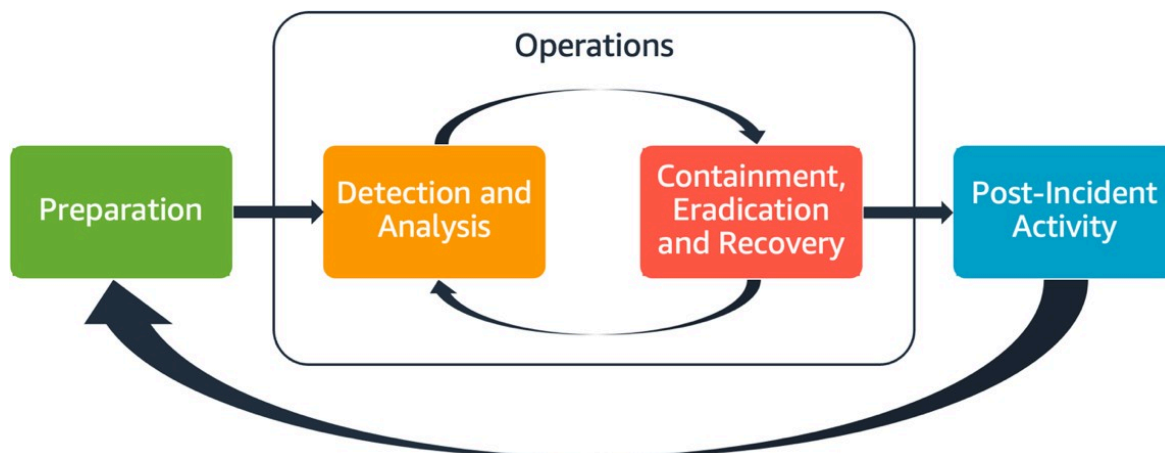 Operations
Preparation
Detection and
Analysis
Containment,
Eradication
and Recovery
Post-Incident
Activity